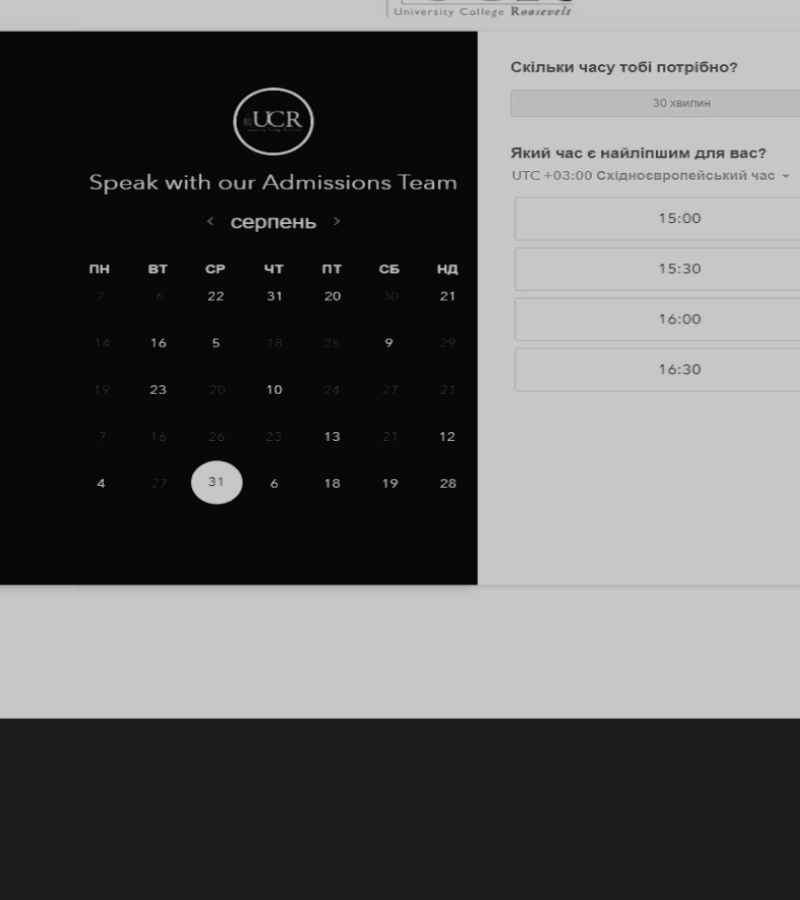 University College Roosevelt
UCR
Speak with our Admissions Team
< серпень >
ПН ВТ СР ЧТ ПТ СБ НД
7 6 22 31 20 30 21
14 16 5 18 25 9 29
19 23 20 10 24 27 21
7 16 26 23 13 21 12
4 27 31 6 18 19 28
Скільки часу тобі потрібно?
30 хвилин
Який час є найліпшим для вас?
UTC +03:00 Східноєвропейський час
15:00
15:30
16:00
16:30